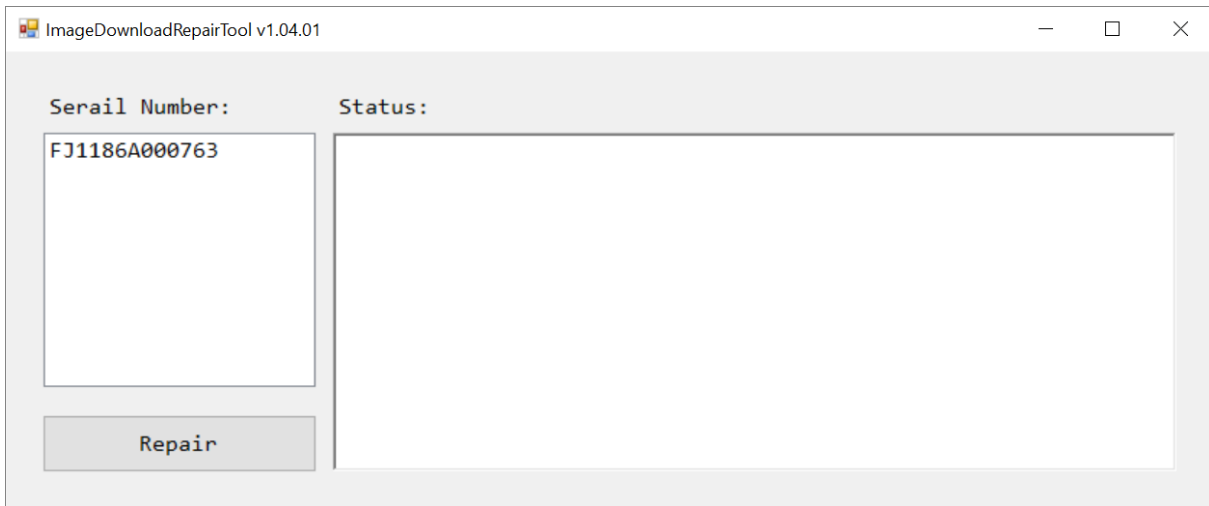 ImageDownloadRepairTool v1.04.01
Serail Number:
Status:
FJ1186A000763
Repair